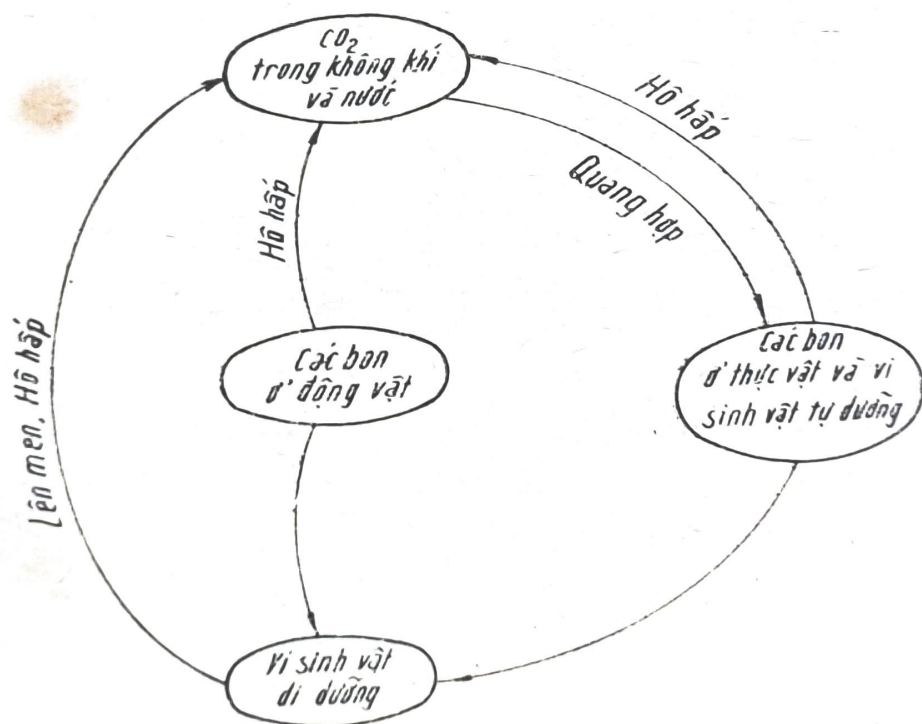 CO₂
trong không khí
và nước
Hô hấp
Quang hợp
Hô hấp
Lên men, Hô hấp
Các bon
ở động vật
Các bon
ở thực vật và vi
sinh vật tự dưỡng
Vi sinh vật
dị dưỡng